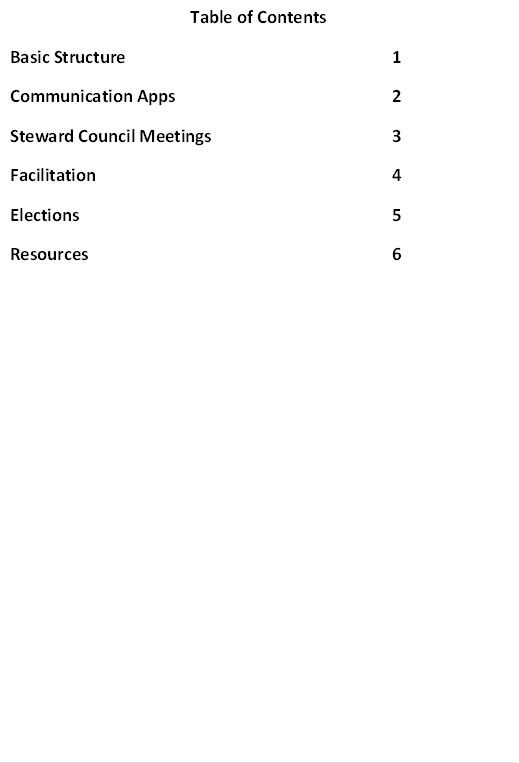 Table of Contents
Basic Structure 1
Communication Apps 2
Steward Council Meetings 3
Facilitation 4
Elections 5
Resources 6